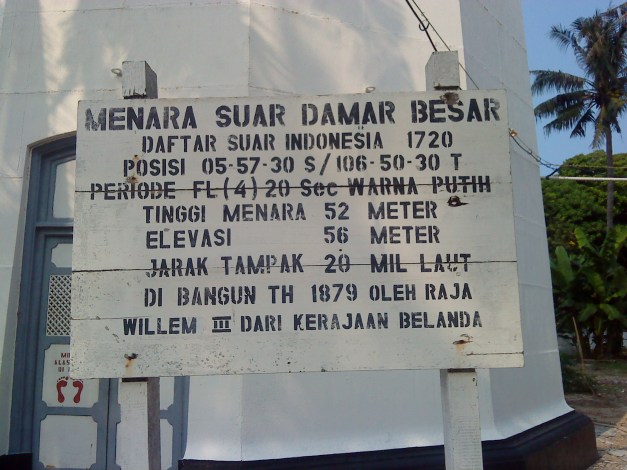 MENARA SUAR DAMAR BESAR
DAFTAR SUAR INDONESIA 1720
POSISI 05-57-30 S/106-50-30 T
PERIODE FL(4)20 Sec WARNA PUTIH
TINGGI MENARA 52 METER
ELEVASI 56 METER
JARAK TAMPAK 20 MIL LAUT
DI BANGUN TH 1879 OLEH RAJA
WILLEM III DARI KERAJAAN BELANDA